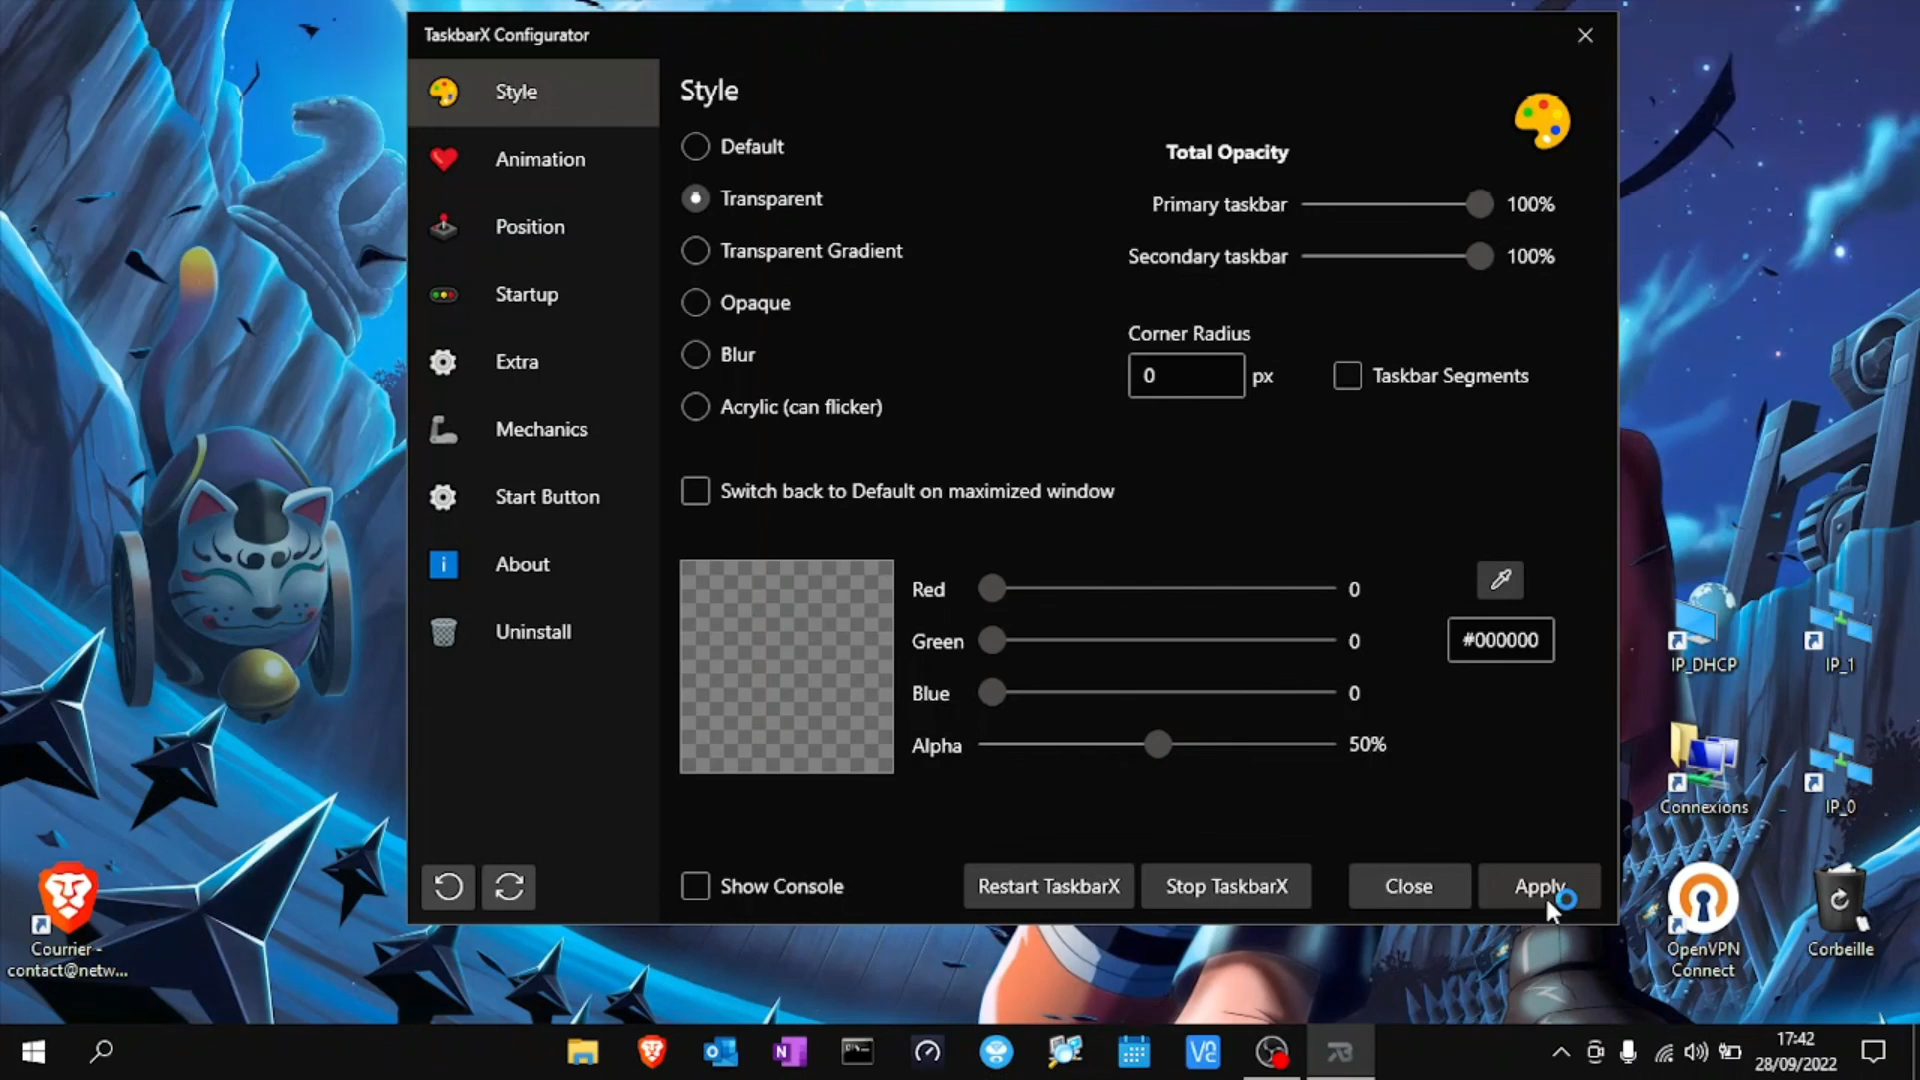 TaskbarX Configurator
Style
Animation
Position
Startup
Extra
Mechanics
Start Button
About
Uninstall
Style
Default
Transparent
Transparent Gradient
Opaque
Blur
Acrylic (can flicker)
Total Opacity
Primary taskbar 100%
Secondary taskbar 100%
Corner Radius
0 px
Taskbar Segments
Switch back to Default on maximized window
Red 0
Green 0
Blue 0
Alpha 50%
#000000
Show Console
Restart TaskbarX
Stop TaskbarX
Close
Apply
Courrier -
contact@netw...
IP_DHCP
IP_1
Connexions
IP_0
OpenVPN
Connect
Corbeille
17:42
28/09/2022